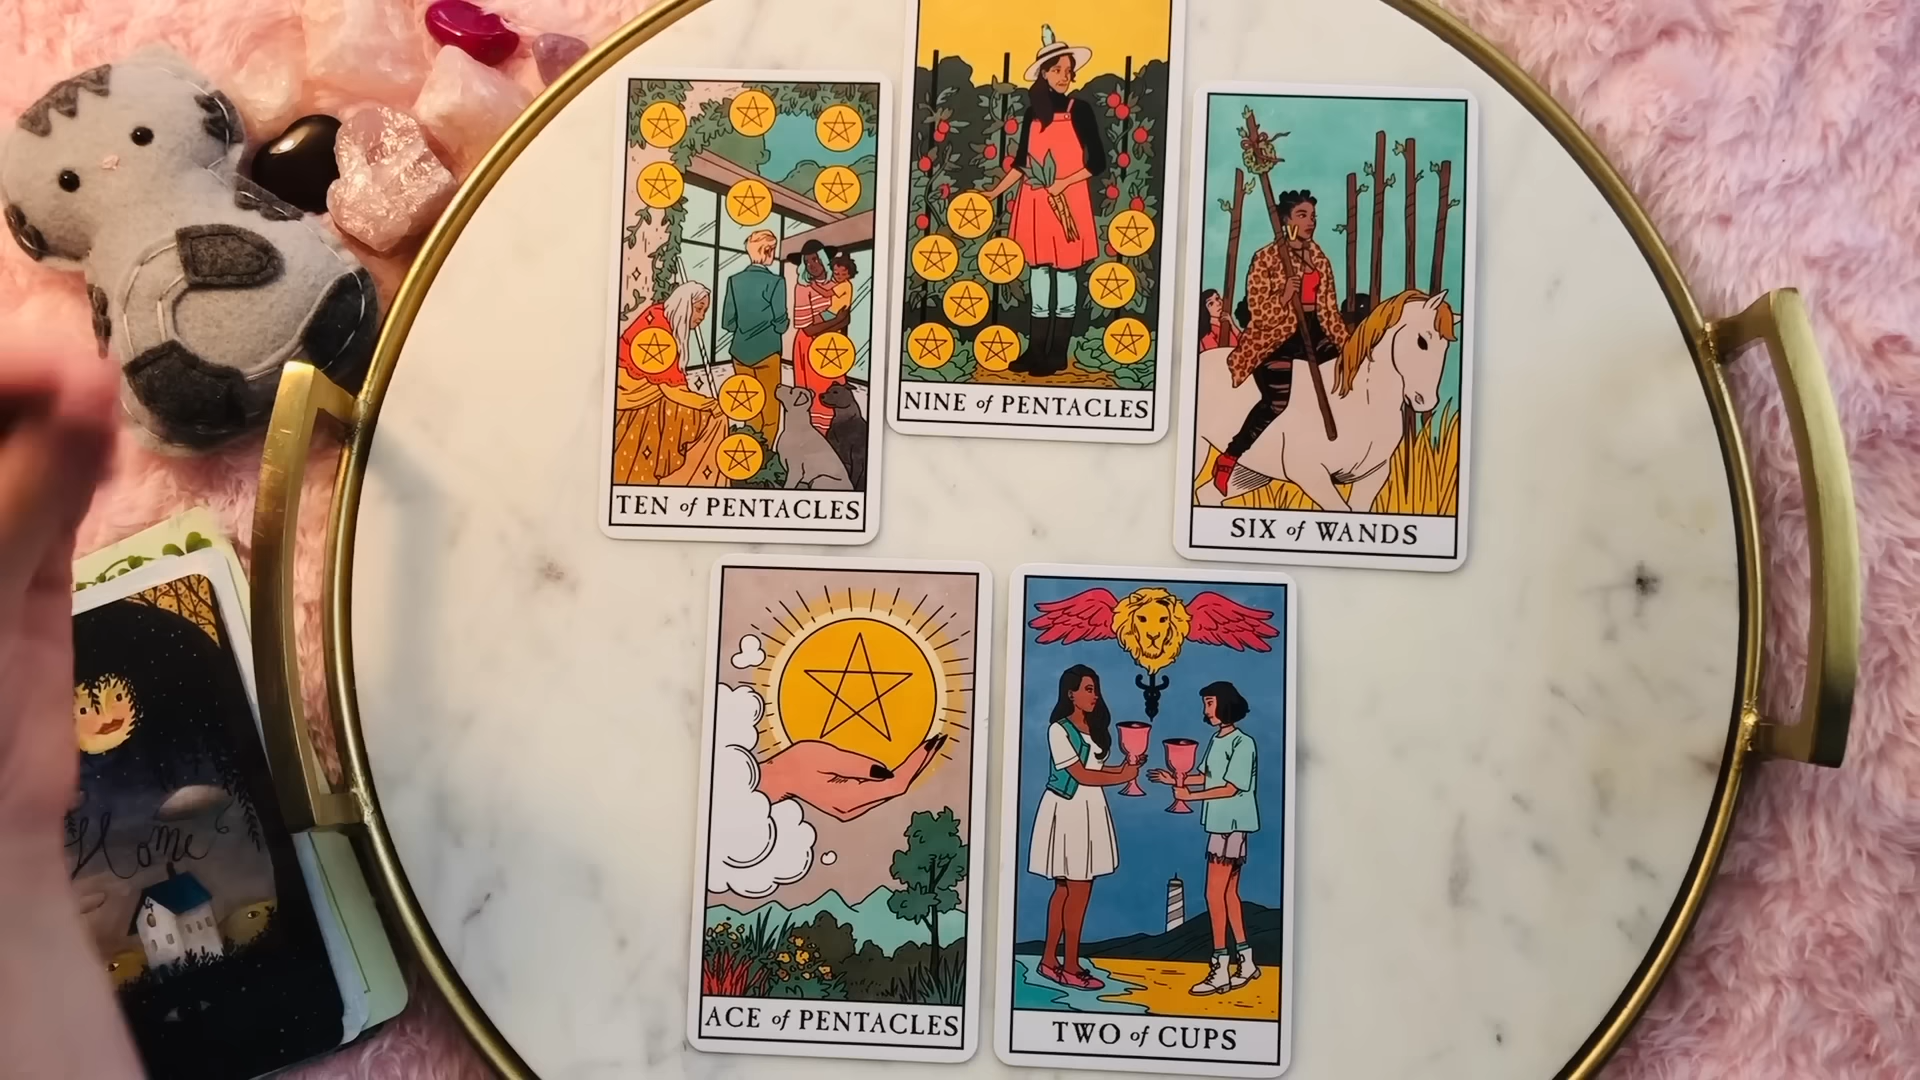 NINE of PENTACLES
TEN of PENTACLES
SIX of WANDS
Home
ACE of PENTACLES
TWO of CUPS